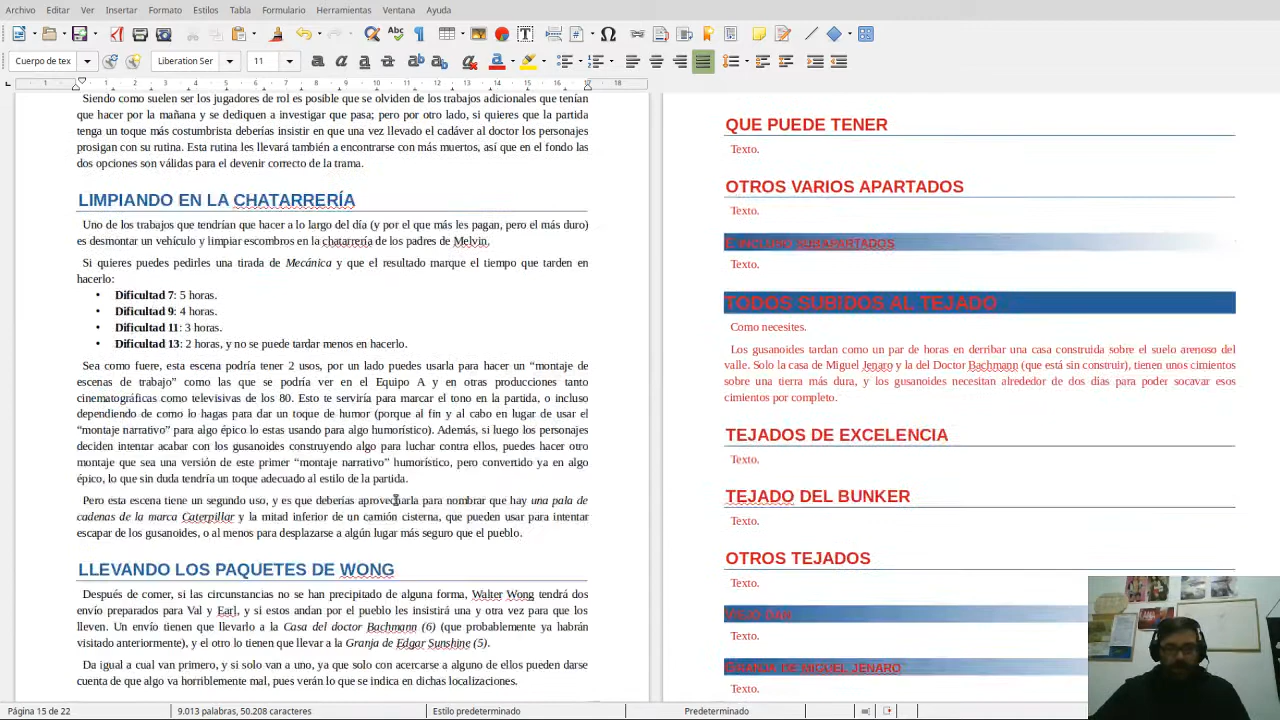 Archivo Editar Ver Insertar Formato Estilos Tabla Formulario Herramientas Ventana Ayuda
Cuerpo de tex Liberation Ser 11
1 1 2 3 4 5 6 7 8 9 10 11 12 13 14 15 16 17 18
Siendo como suelen ser los jugadores de rol es posible que se olviden de los trabajos adicionales que tenían
que hacer por la mañana y se dediquen a investigar que pasa; pero por otro lado, si quieres que la partida
tenga un toque más costumbrista deberías insistir en que una vez llevado el cadáver al doctor los personajes
prosigan con su rutina. Esta rutina les llevará también a encontrarse con más muertos, así que en el fondo las
dos opciones son válidas para el devenir correcto de la trama.
LIMPIANDO EN LA CHATARRERÍA
Uno de los trabajos que tendrían que hacer a lo largo del día (y por el que más les pagan, pero el más duro)
es desmontar un vehículo y limpiar escombros en la chatarrería de los padres de Melvin.
Si quieres puedes pedirles una tirada de Mecánica y que el resultado marque el tiempo que tarden en
hacerlo:
• Dificultad 7: 5 horas.
• Dificultad 9: 4 horas.
• Dificultad 11: 3 horas.
• Dificultad 13: 2 horas, y no se puede tardar menos en hacerlo.
Sea como fuere, esta escena podría tener 2 usos, por un lado puedes usarla para hacer un “montaje de
escenas de trabajo” como las que se podría ver en el Equipo A y en otras producciones tanto
cinematográficas como televisivas de los 80. Esto te serviría para marcar el tono en la partida, o incluso
dependiendo de como lo hagas para dar un toque de humor (porque al fin y al cabo en lugar de usar el
“montaje narrativo” para algo épico lo estas usando para algo humorístico). Además, si luego los personajes
deciden intentar acabar con los gusanoides construyendo algo para luchar contra ellos, puedes hacer otro
montaje que sea una versión de este primer “montaje narrativo” humorístico, pero convertido ya en algo
épico, lo que sin duda tendría un toque adecuado al estilo de la partida.
Pero esta escena tiene un segundo uso, y es que deberías aprovecharla para nombrar que hay una pala de
cadenas de la marca Caterpillar y la mitad inferior de un camión cisterna, que pueden usar para intentar
escapar de los gusanoides, o al menos para desplazarse a algún lugar más seguro que el pueblo.
LLEVANDO LOS PAQUETES DE WONG
Después de comer, si las circunstancias no se han precipitado de alguna forma, Walter Wong tendrá dos
envío preparados para Val y Earl, y si estos andan por el pueblo les insistirá una y otra vez para que los
lleven. Un envío tienen que llevarlo a la Casa del doctor Bachmann (6) (que probablemente ya habrán
visitado anteriormente), y el otro lo tienen que llevar a la Granja de Edgar Sunshine (5).
Da igual a cual van primero, y si solo van a uno, ya que solo con acercarse a alguno de ellos pueden darse
cuenta de que algo va terriblemente mal, pues verán lo que se indica en dichas localizaciones.
QUE PUEDE TENER
Texto.
OTROS VARIOS APARTADOS
Texto.
E INCLUSO SUBAPARTADOS
Texto.
TODOS SUBIDOS AL TEJADO
Como necesites.
Los gusanoides tardan como un par de horas en derribar una casa construida sobre el suelo arenoso del
valle. Solo la casa de Miguel Jenaro y la del Doctor Bachmann (que está sin construir), tienen unos cimientos
sobre una tierra más dura, y los gusanoides necesitan alrededor de dos días para poder socavar esos
cimientos por completo.
TEJADOS DE EXCELENCIA
Texto.
TEJADO DEL BUNKER
Texto.
OTROS TEJADOS
Texto.
Texto.
GRANJA DE MIGUEL JENARO
Texto.
Página 15 de 22 9.013 palabras, 50.208 caracteres Estilo predeterminado Predeterminado